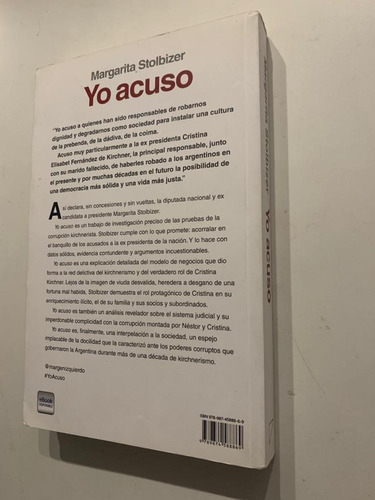 Margarita Stolbizer
Yo acuso
"Yo acuso a quienes han sido responsables de robarnos
dignidad y degradarnos como sociedad para instalar una cultura
de la prebenda, de la dádiva, de la coima.
Acuso muy particularmente a la ex presidenta Cristina
Elisabet Fernández de Kirchner, la principal responsable, junto
con su marido fallecido, de haberles robado a los argentinos en
el presente y por muchas décadas en el futuro la posibilidad de
una democracia más sólida y una vida más justa."
Así declara, sin concesiones y sin vueltas, la diputada nacional y ex
candidata a presidente Margarita Stolbizer.
Yo acuso es un trabajo de investigación preciso de las pruebas de la
corrupción kirchnerista. Stolbizer cumple con lo que promete: acorralar en
el banquillo de los acusados a la ex presidenta de la nación. Y lo hace con
datos sólidos, evidencia contundente y argumentos incuestionables.
Yo acuso es una explicación detallada del modelo de negocios que dio
forma a la red delictiva del kirchnerismo y del verdadero rol de Cristina
Kirchner. Lejos de la imagen de viuda desvalida, heredera a desgano de una
fortuna mal habida, Stolbizer demuestra el rol protagónico de Cristina en su
enriquecimiento ilícito, el de su familia y sus socios y subordinados.
Yo acuso es también un análisis revelador sobre el sistema judicial y su
imperdonable complicidad con la corrupción montada por Néstor y Cristina.
Yo acuso es, finalmente, una interpelación a la sociedad, un espejo
implacable de la docilidad que la caracterizó ante los poderes corruptos que
gobernaron la Argentina durante más de una década de kirchnerismo.
@margenizquierdo
#YoAcuso
eBook
DISPONIBLE
Margarita Stolbizer
Yo acuso